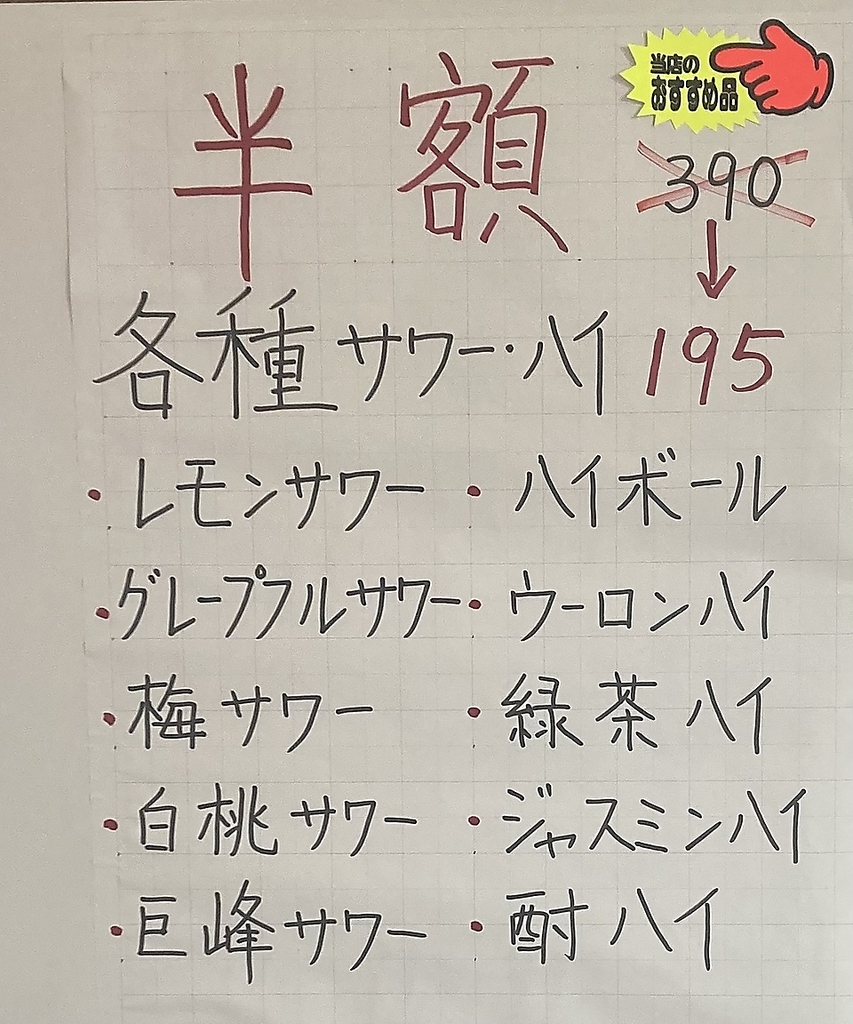 半額
当店の
おすすめ品
390
各種サワー・ハイ 195
・レモンサワー ・ハイボール
・グレープフルサワー ・ウーロンハイ
・梅サワー ・緑茶ハイ
・白桃サワー ・ジャスミンハイ
・巨峰サワー ・酎ハイ